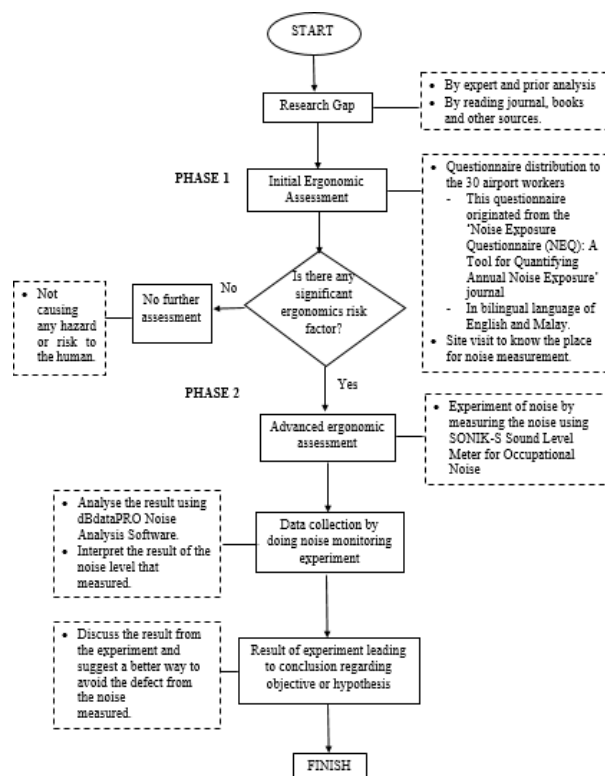 START
Research Gap
• By expert and prior analysis
• By reading journal, books
and other sources.
PHASE 1
Initial Ergonomic
Assessment
• Questionnaire distribution to
the 30 airport workers
- This questionnaire
originated from the
'Noise Exposure
Questionnaire (NEQ): A
Tool for Quantifying
Annual Noise Exposure'
journal
- In bilingual language of
English and Malay.
• Site visit to know the place
for noise measurement.
Is there any
significant
ergonomics risk
factor?
No
No further
assessment
• Not
causing
any hazard
or risk to
the human.
Yes
PHASE 2
Advanced ergonomic
assessment
• Experiment of noise by
measuring the noise using
SONIK-S Sound Level
Meter for Occupational
Noise
Data collection by
doing noise monitoring
experiment
• Analyse the result using
dBdataPRO Noise
Analysis Software.
• Interpret the result of the
noise level that
measured.
Result of experiment leading
to conclusion regarding
objective or hypothesis
• Discuss the result from
the experiment and
suggest a better way to
avoid the defect from
the noise
measured.
FINISH